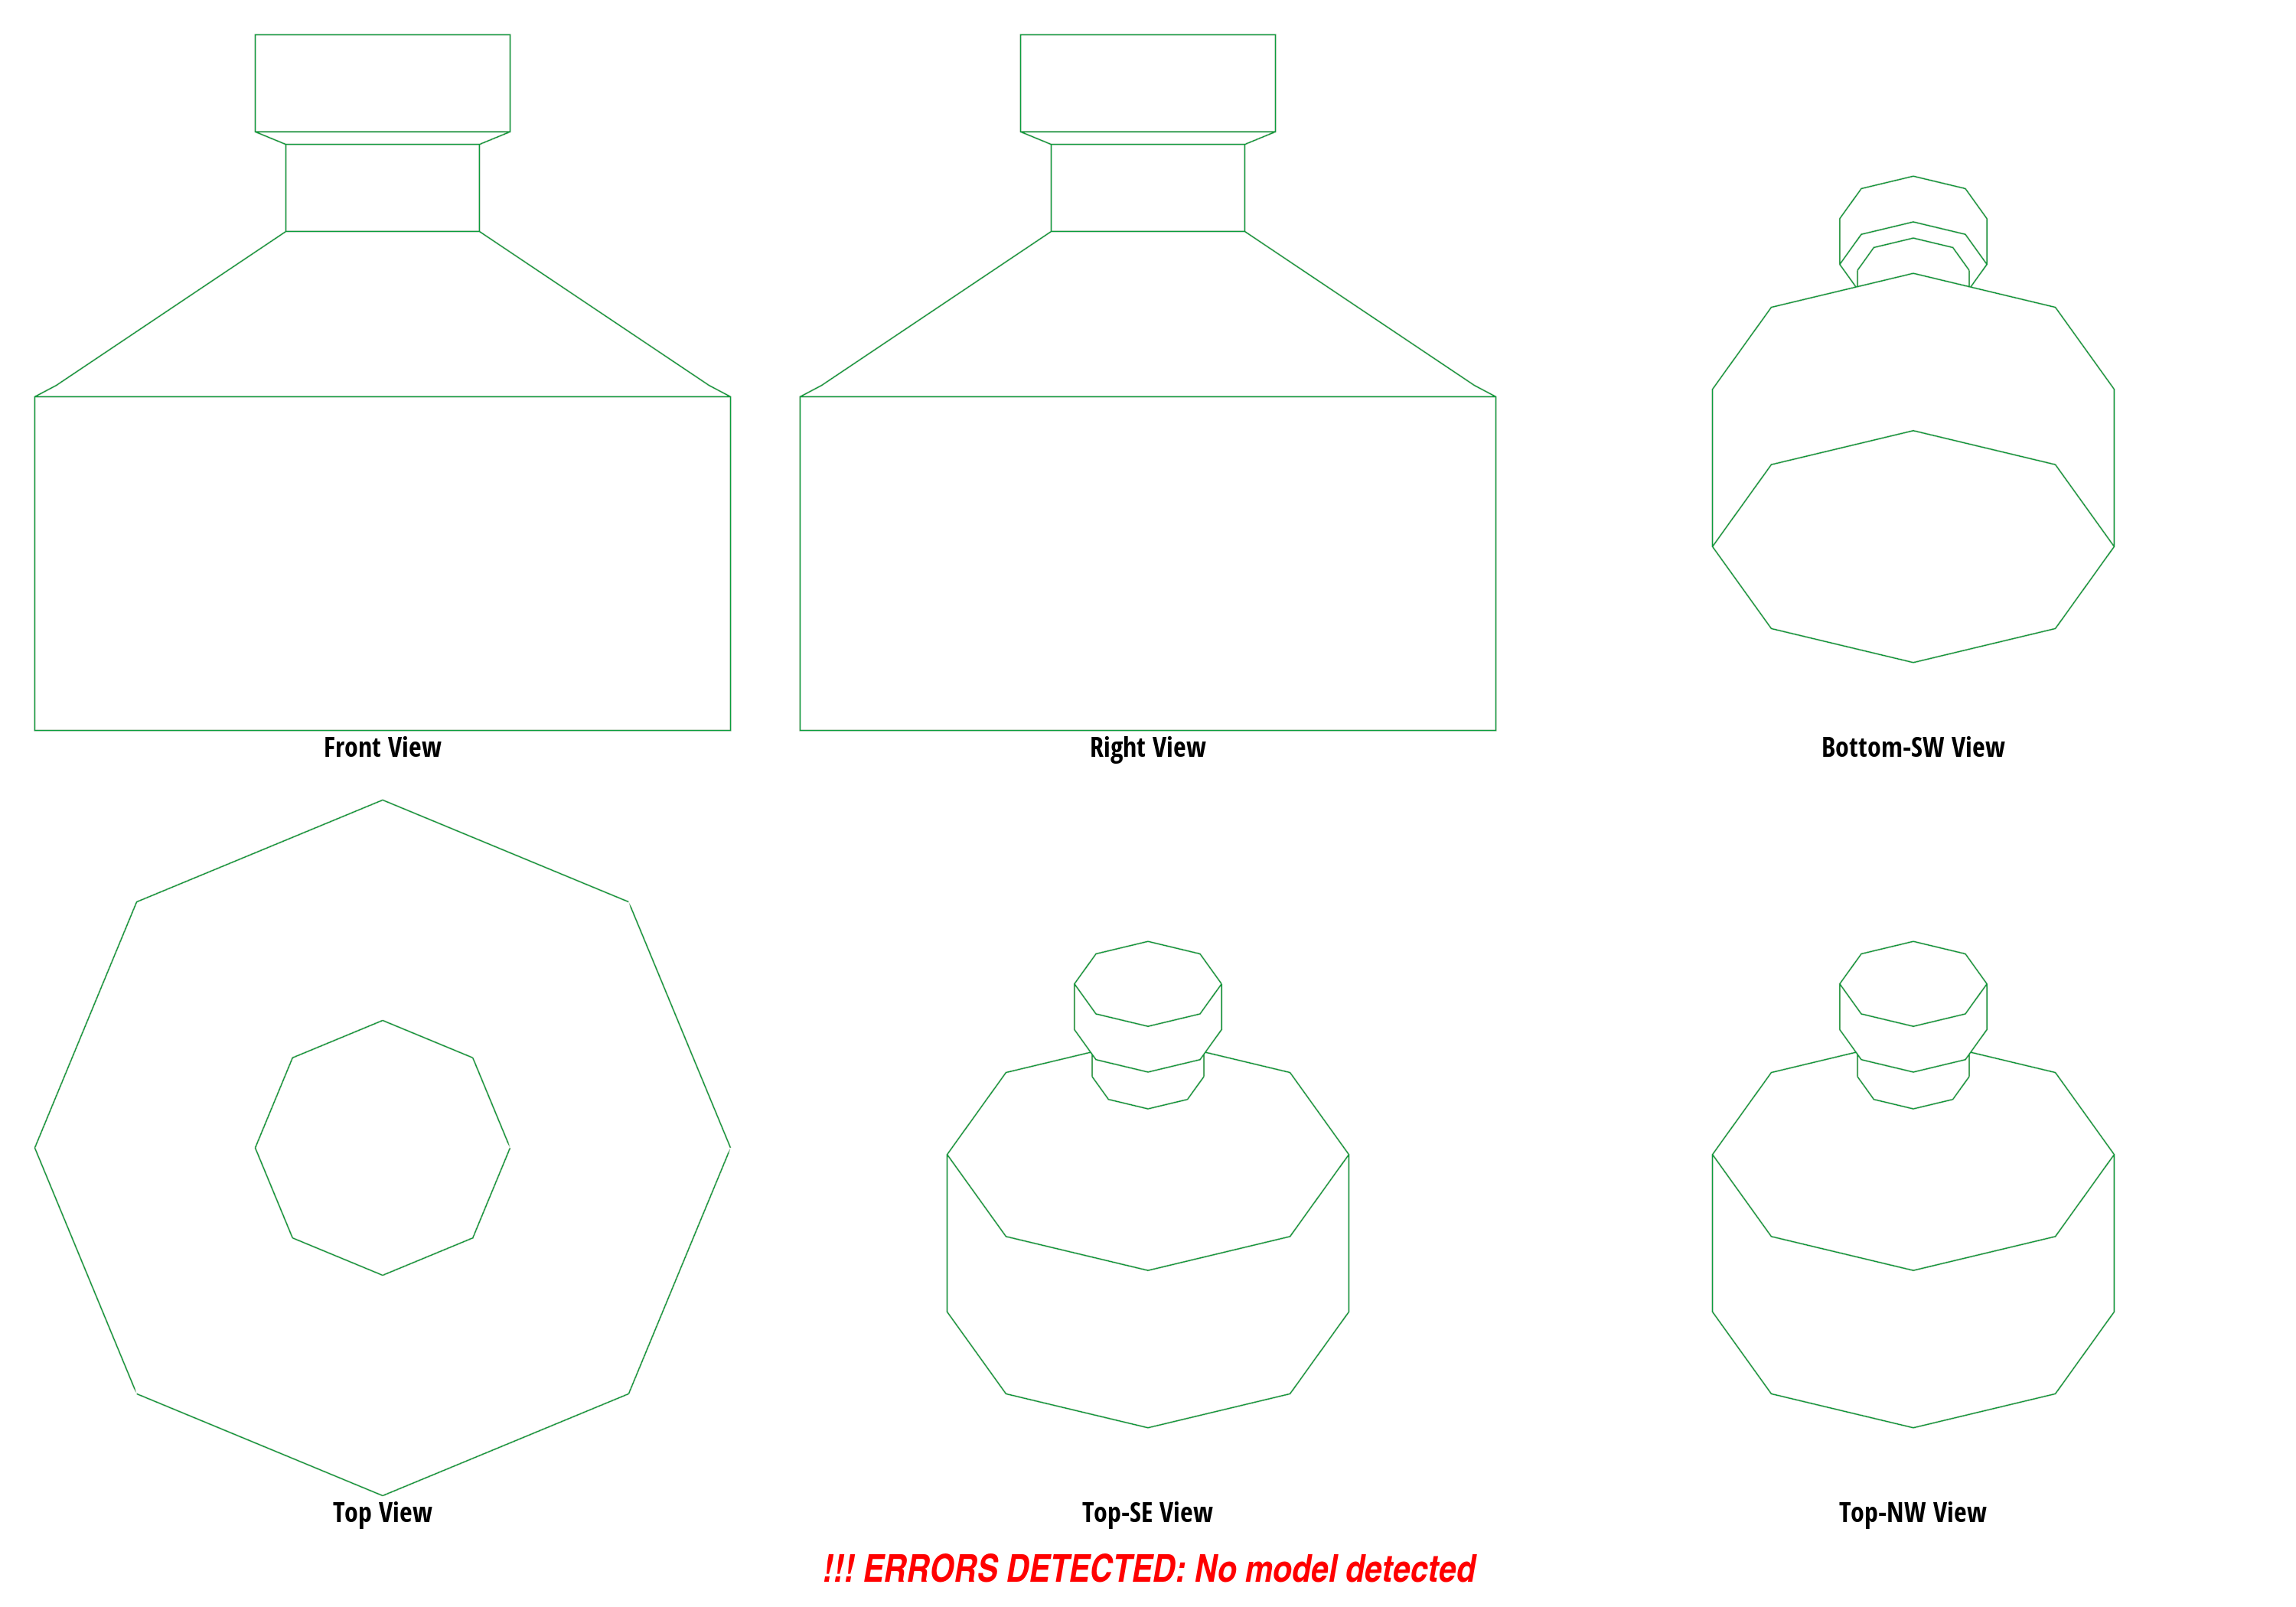 Front View
Right View
Bottom-SW View
Top View
Top-SE View
Top-NW View
!!! ERRORS DETECTED: No model detected